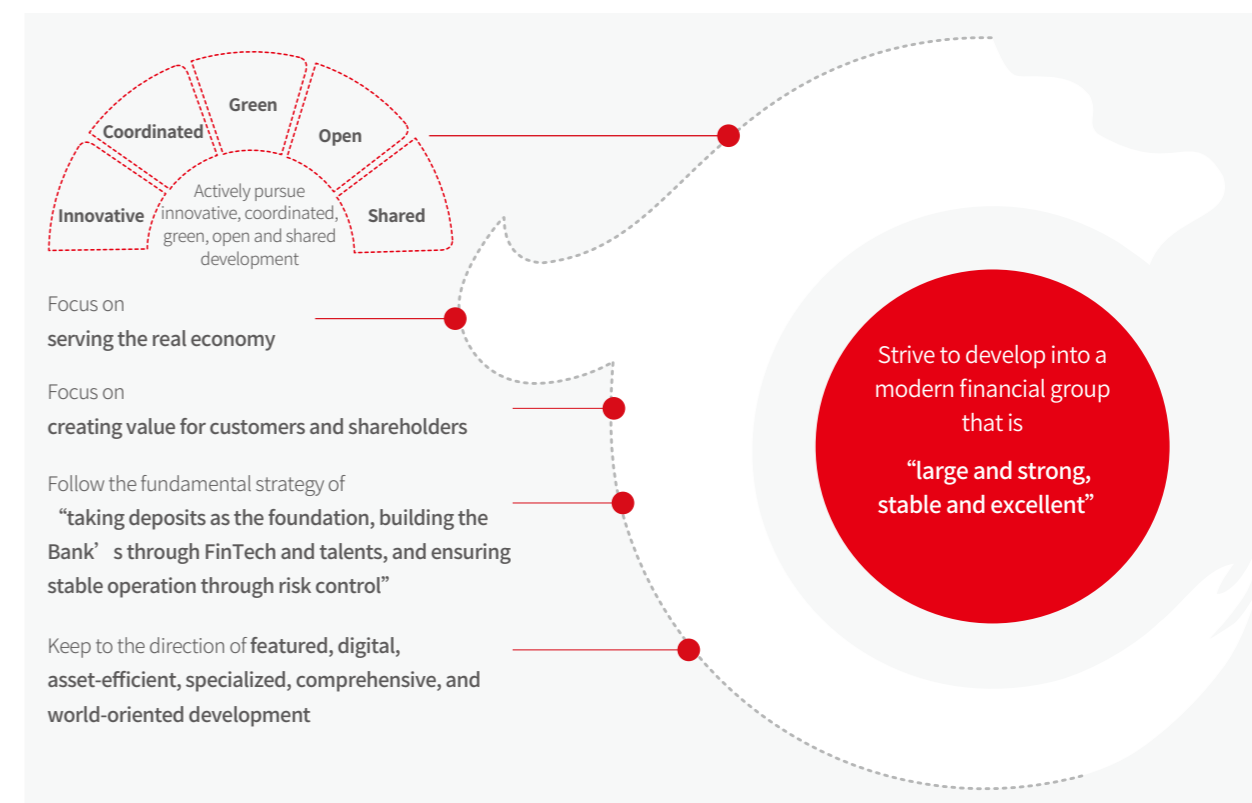 Innovative
Coordinated
Green
Open
Shared
Actively pursue
innovative, coordinated,
green, open and shared
development
Focus on
serving the real economy
Focus on
creating value for customers and shareholders
Follow the fundamental strategy of
“taking deposits as the foundation, building the
Bank’s through FinTech and talents, and ensuring
stable operation through risk control”
Keep to the direction of featured, digital,
asset-efficient, specialized, comprehensive, and
world-oriented development
Strive to develop into a
modern financial group
that is
“large and strong,
stable and excellent”